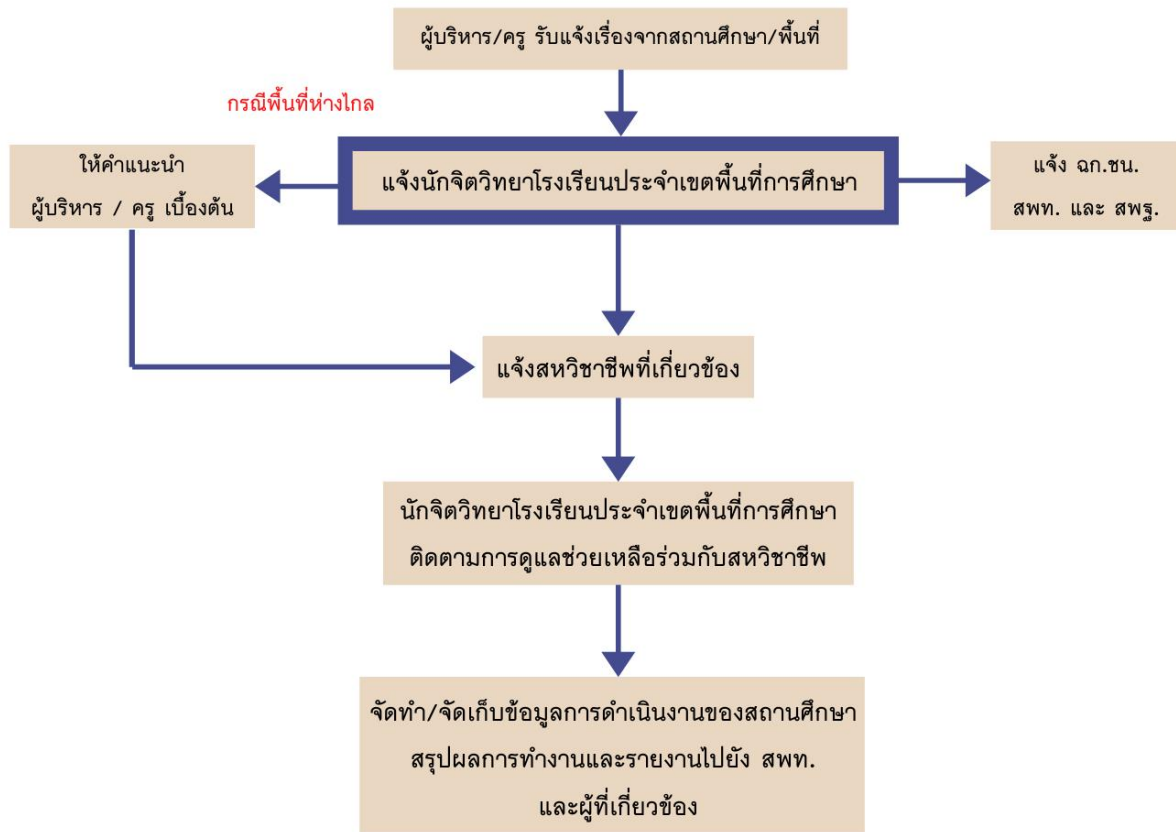 ผู้บริหาร/ครู รับแจ้งเรื่องจากสถานศึกษา/พื้นที่
กรณีพื้นที่ห่างไกล
ให้คำแนะนำ
ผู้บริหาร / ครู เบื้องต้น
แจ้งนักจิตวิทยาโรงเรียนประจำเขตพื้นที่การศึกษา
แจ้ง ฉก.ชน.
สพท. และ สพฐ.
แจ้งสหวิชาชีพที่เกี่ยวข้อง
นักจิตวิทยาโรงเรียนประจำเขตพื้นที่การศึกษา
ติดตามการดูแลช่วยเหลือร่วมกับสหวิชาชีพ
จัดทำ/จัดเก็บข้อมูลการดำเนินงานของสถานศึกษา
สรุปผลการทำงานและรายงานไปยัง สพท.
และผู้ที่เกี่ยวข้อง